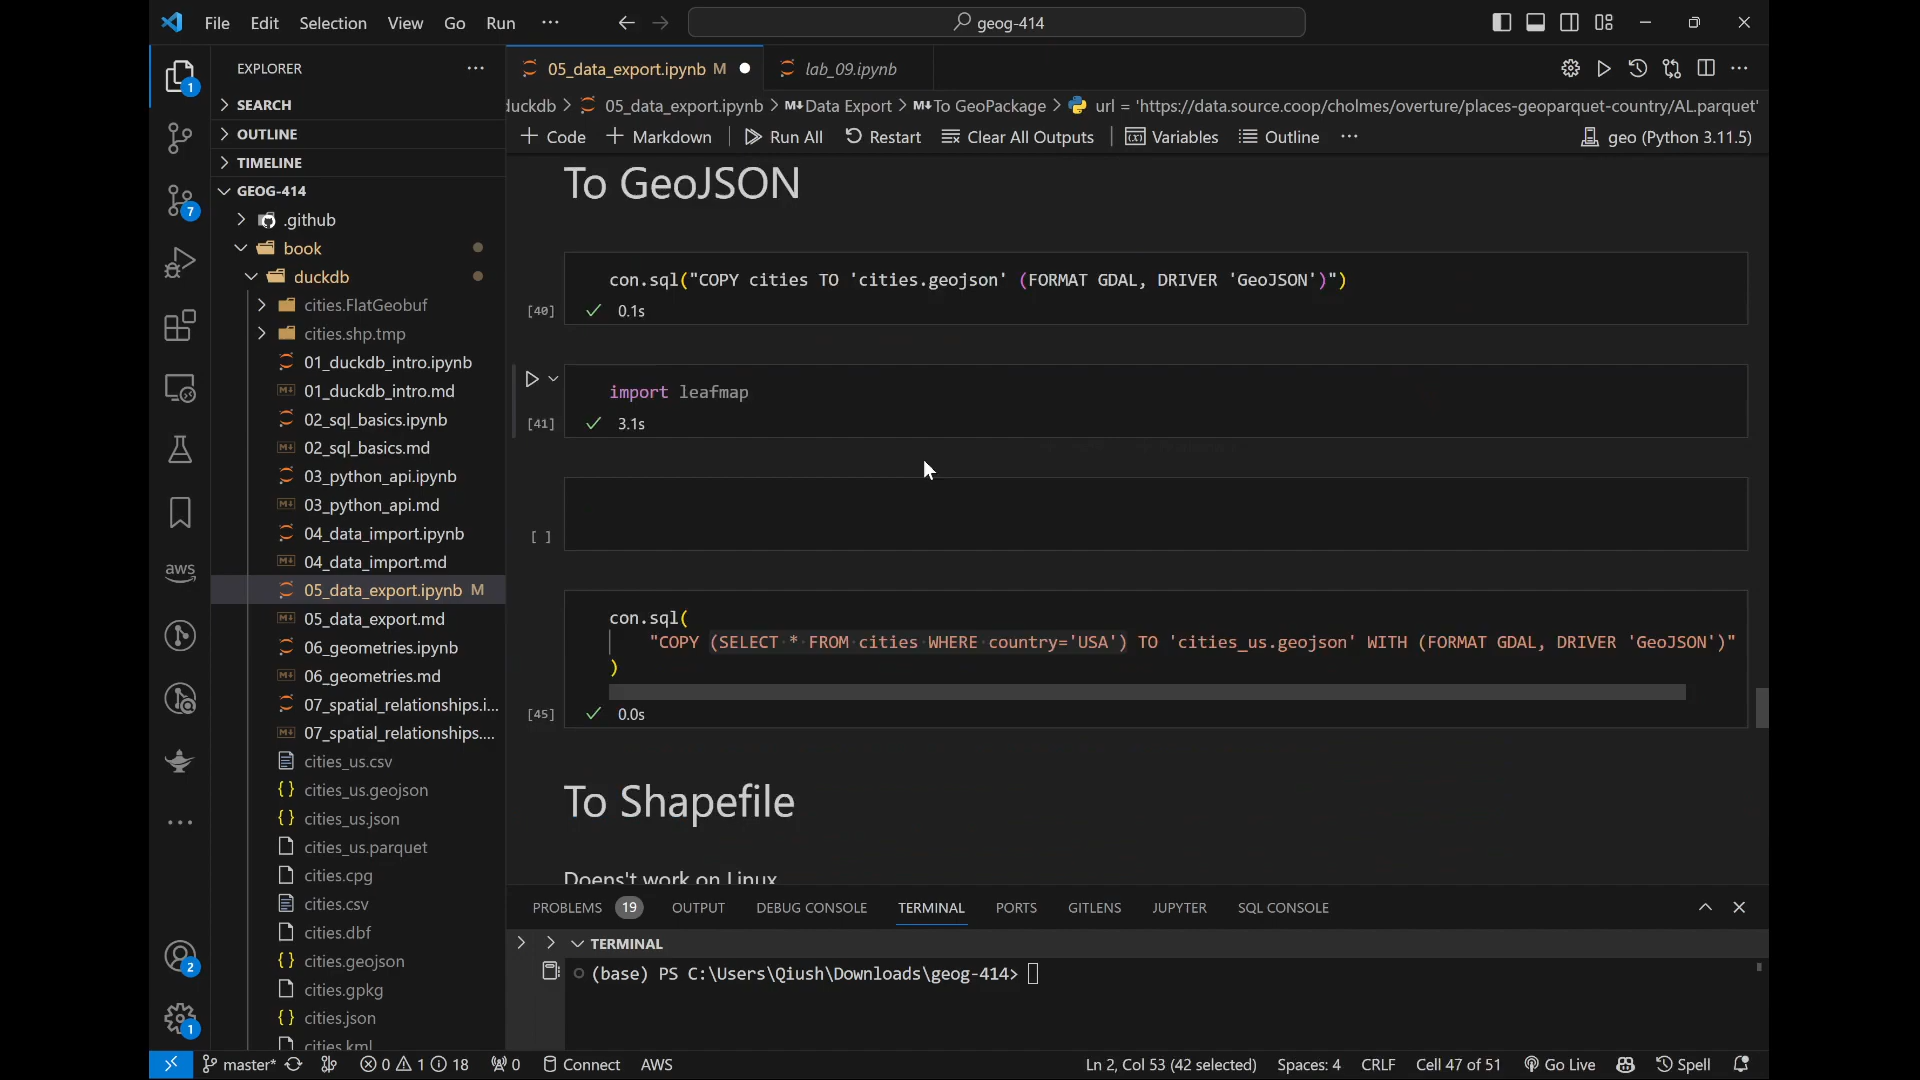 File Edit Selection View Go Run ··· geog-414
EXPLORER ···
SEARCH
OUTLINE
TIMELINE
GEOG-414
.github
book
duckdb
cities.FlatGeobuf
cities.shp.tmp
01_duckdb_intro.ipynb
01_duckdb_intro.md
02_sql_basics.ipynb
02_sql_basics.md
03_python_api.ipynb
03_python_api.md
04_data_import.ipynb
04_data_import.md
05_data_export.ipynb M
05_data_export.md
06_geometries.ipynb
06_geometries.md
07_spatial_relationships.i...
07_spatial_relationships....
cities_us.csv
cities_us.geojson
cities_us.json
cities_us.parquet
cities.cpg
cities.csv
cities.dbf
cities.geojson
cities.gpkg
cities.json
cities.kml
1
7
aws
2
1
05_data_export.ipynb M lab_09.ipynb
duckdb > 05_data_export.ipynb > M↓Data Export > M↓To GeoPackage > url = 'https://data.source.coop/cholmes/overture/places-geoparquet-country/AL.parquet'
+ Code + Markdown Run All Restart Clear All Outputs Variables Outline ··· geo (Python 3.11.5)
To GeoJSON
con.sql("COPY cities TO 'cities.geojson' (FORMAT GDAL, DRIVER 'GeoJSON')")
[40] ✓ 0.1s
import leafmap
[41] ✓ 3.1s
[ ]
con.sql(
"COPY (SELECT * FROM cities WHERE country='USA') TO 'cities_us.geojson' WITH (FORMAT GDAL, DRIVER 'GeoJSON')"
)
[45] ✓ 0.0s
To Shapefile
Doens't work on Linux
PROBLEMS 19 OUTPUT DEBUG CONSOLE TERMINAL PORTS GITLENS JUPYTER SQL CONSOLE
TERMINAL
(base) PS C:\Users\Qiush\Downloads\geog-414>
master* 0 1 18 0 Connect AWS Ln 2, Col 53 (42 selected) Spaces: 4 CRLF Cell 47 of 51 Go Live Spell